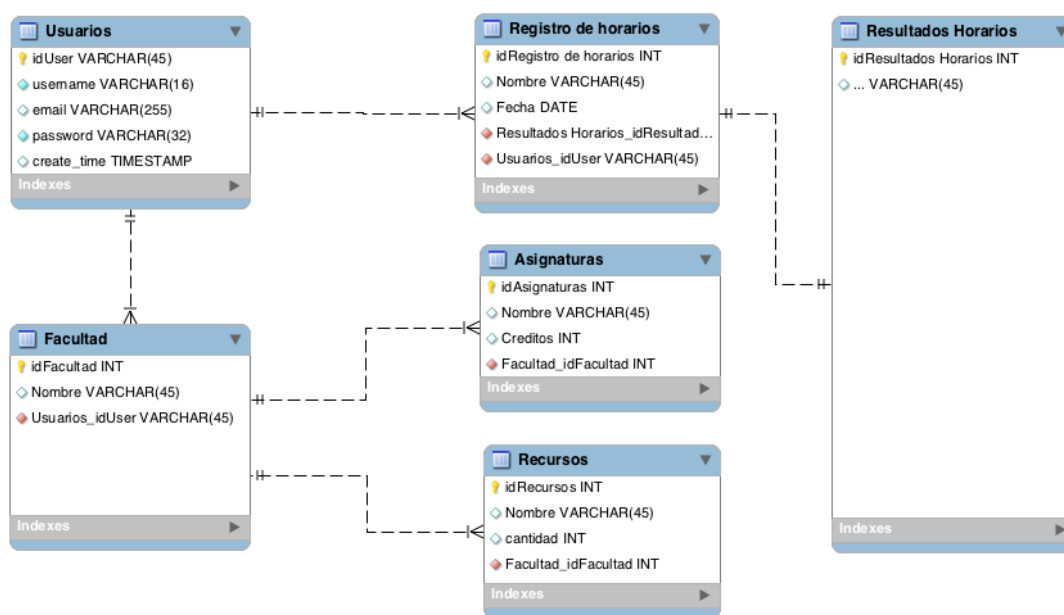 Usuarios
idUser VARCHAR(45)
username VARCHAR(16)
email VARCHAR(255)
password VARCHAR(32)
create_time TIMESTAMP
Indexes
Registro de horarios
idRegistro de horarios INT
Nombre VARCHAR(45)
Fecha DATE
Resultados Horarios_idResultad...
Usuarios_idUser VARCHAR(45)
Indexes
Resultados Horarios
idResultados Horarios INT
... VARCHAR(45)
Indexes
Asignaturas
idAsignaturas INT
Nombre VARCHAR(45)
Creditos INT
Facultad_idFacultad INT
Indexes
Facultad
idFacultad INT
Nombre VARCHAR(45)
Usuarios_idUser VARCHAR(45)
Indexes
Recursos
idRecursos INT
Nombre VARCHAR(45)
cantidad INT
Facultad_idFacultad INT
Indexes